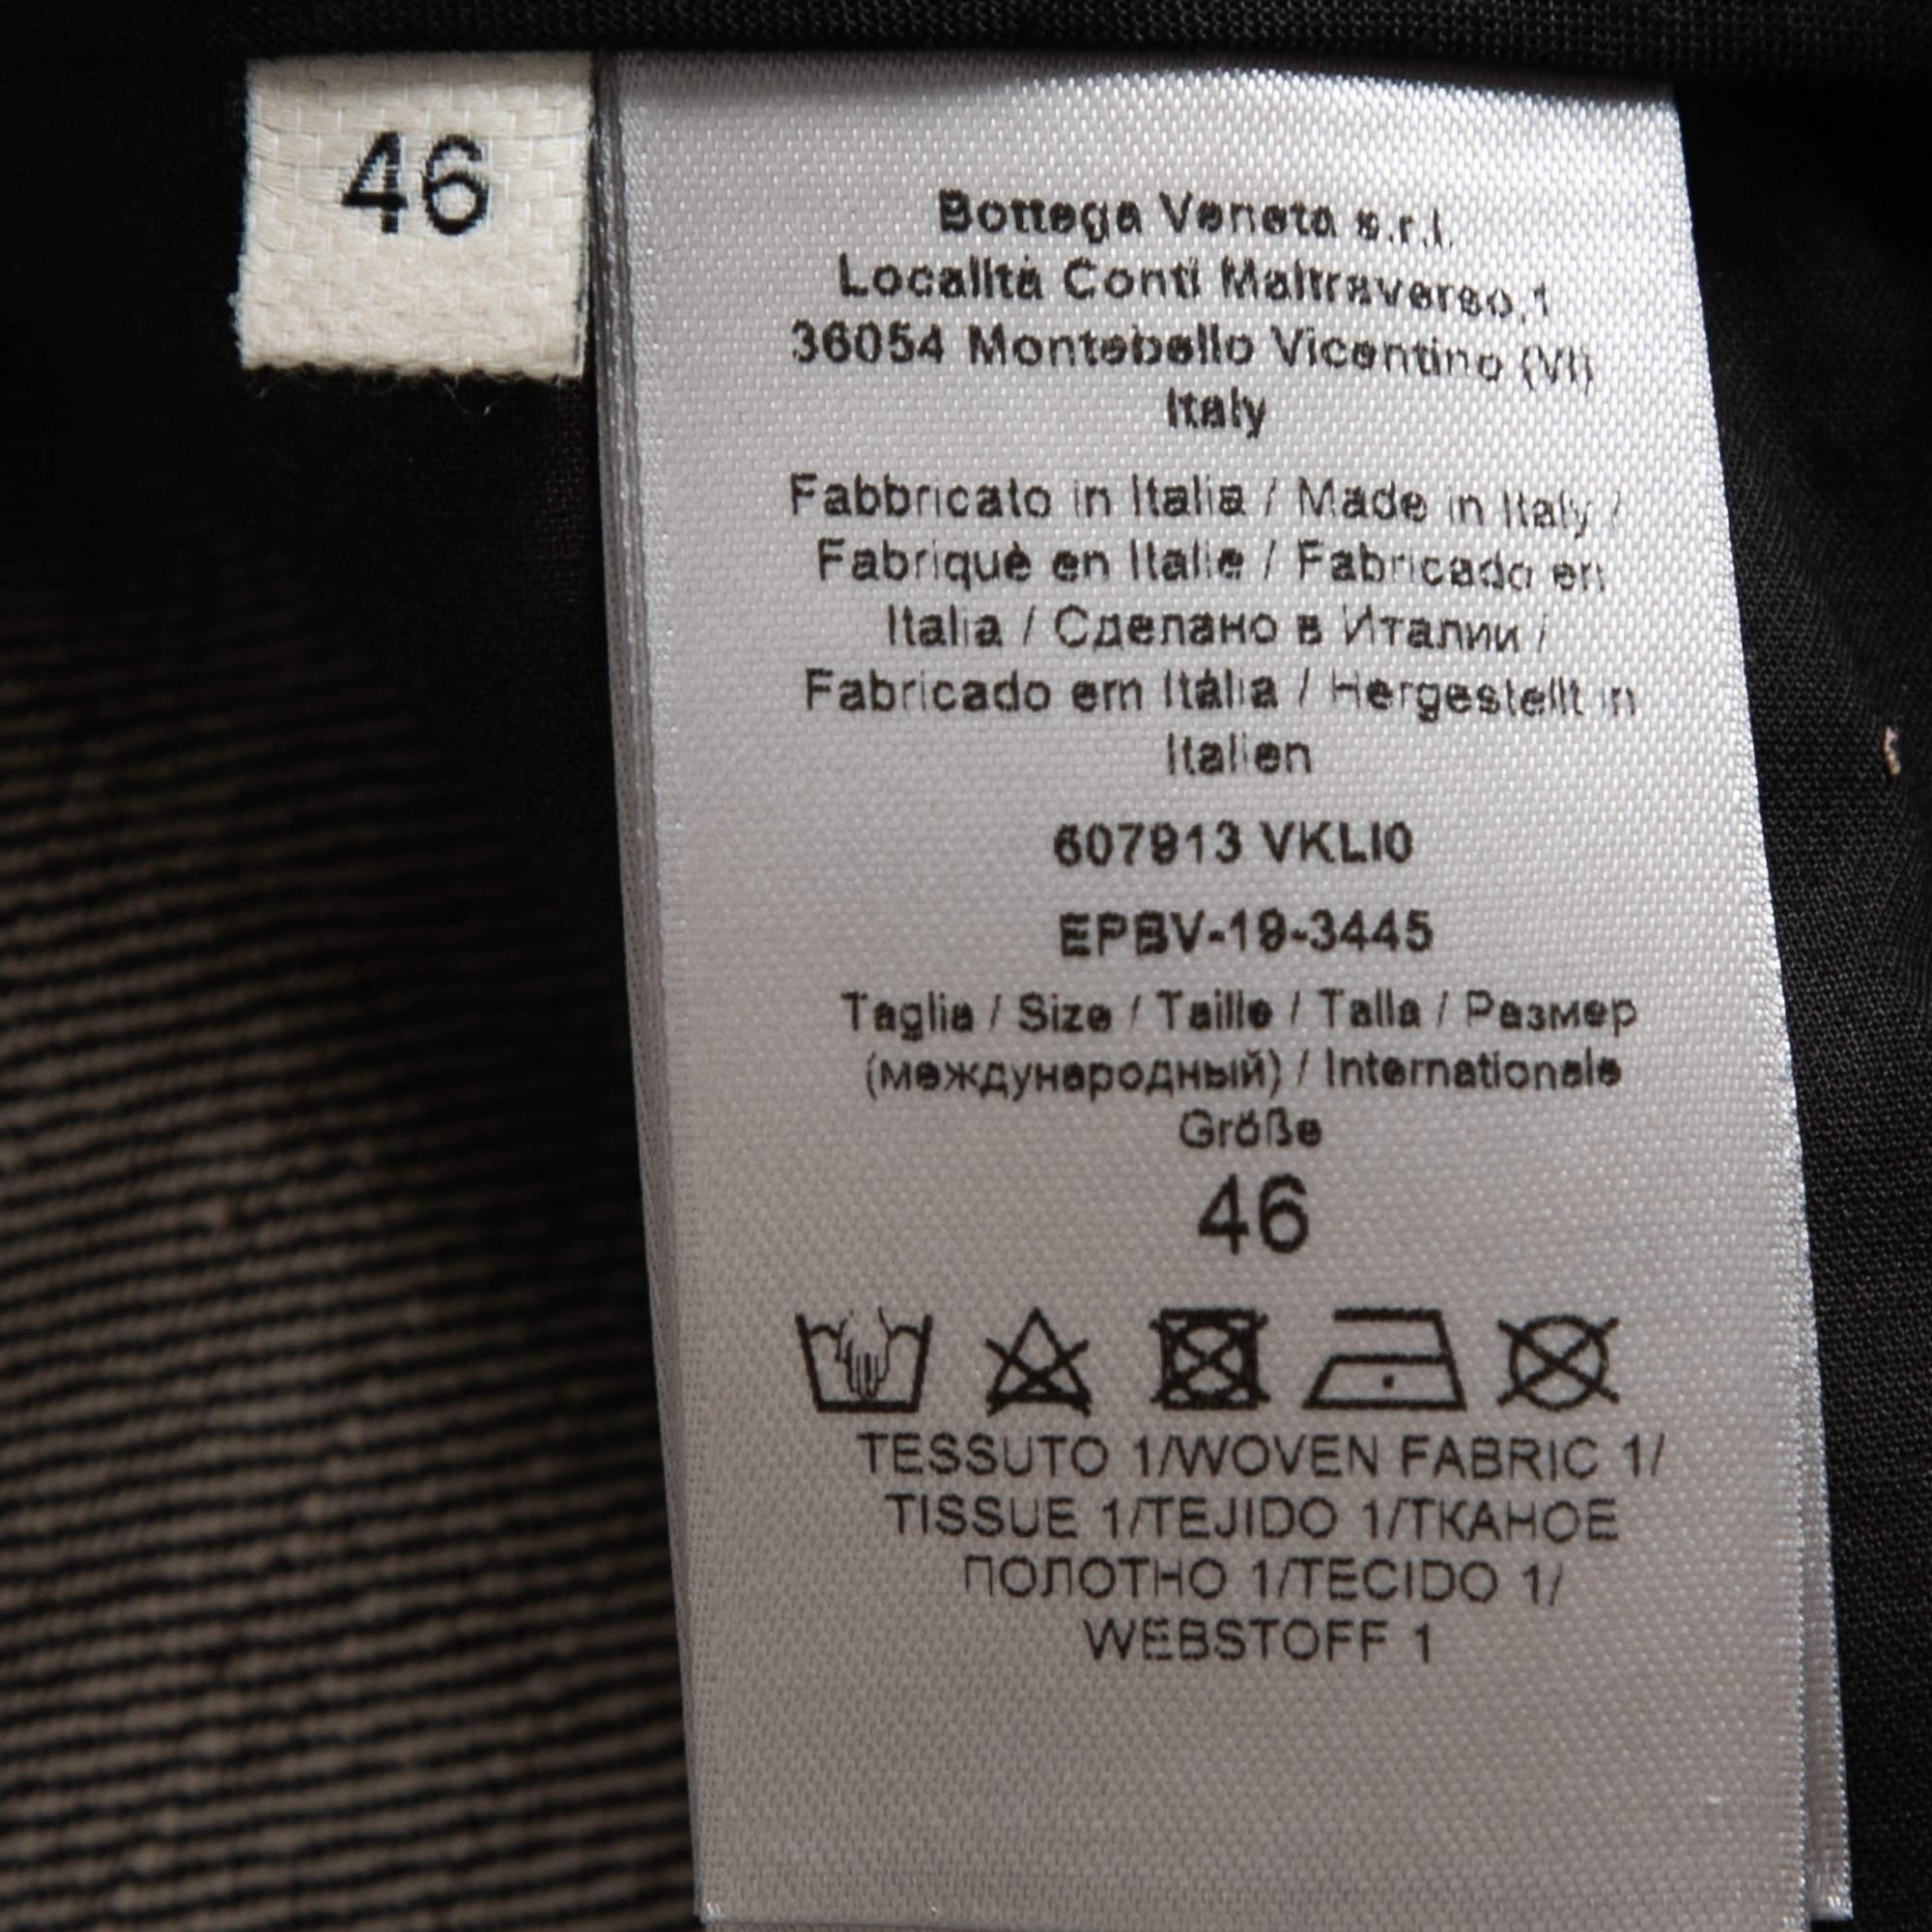 46
Bottega Veneta s.r.l.
Località Conti Maltraverso,1
36054 Montebello Vicentino (VI)
Italy
Fabbricato in Italia / Made in Italy /
Fabriquè en Italie / Fabricado en
Italia / Сделано в Италии /
Fabricado em Itália / Hergestellt in
Italien
607913 VKLI0
EPBV-19-3445
Taglia / Size / Taille / Talla / Размер
(международный) / Internationale
Größe
46
TESSUTO 1/WOVEN FABRIC 1/
TISSUE 1/TEJIDO 1/ТКАНОЕ
ПОЛОТНО 1/TECIDO 1/
WEBSTOFF 1